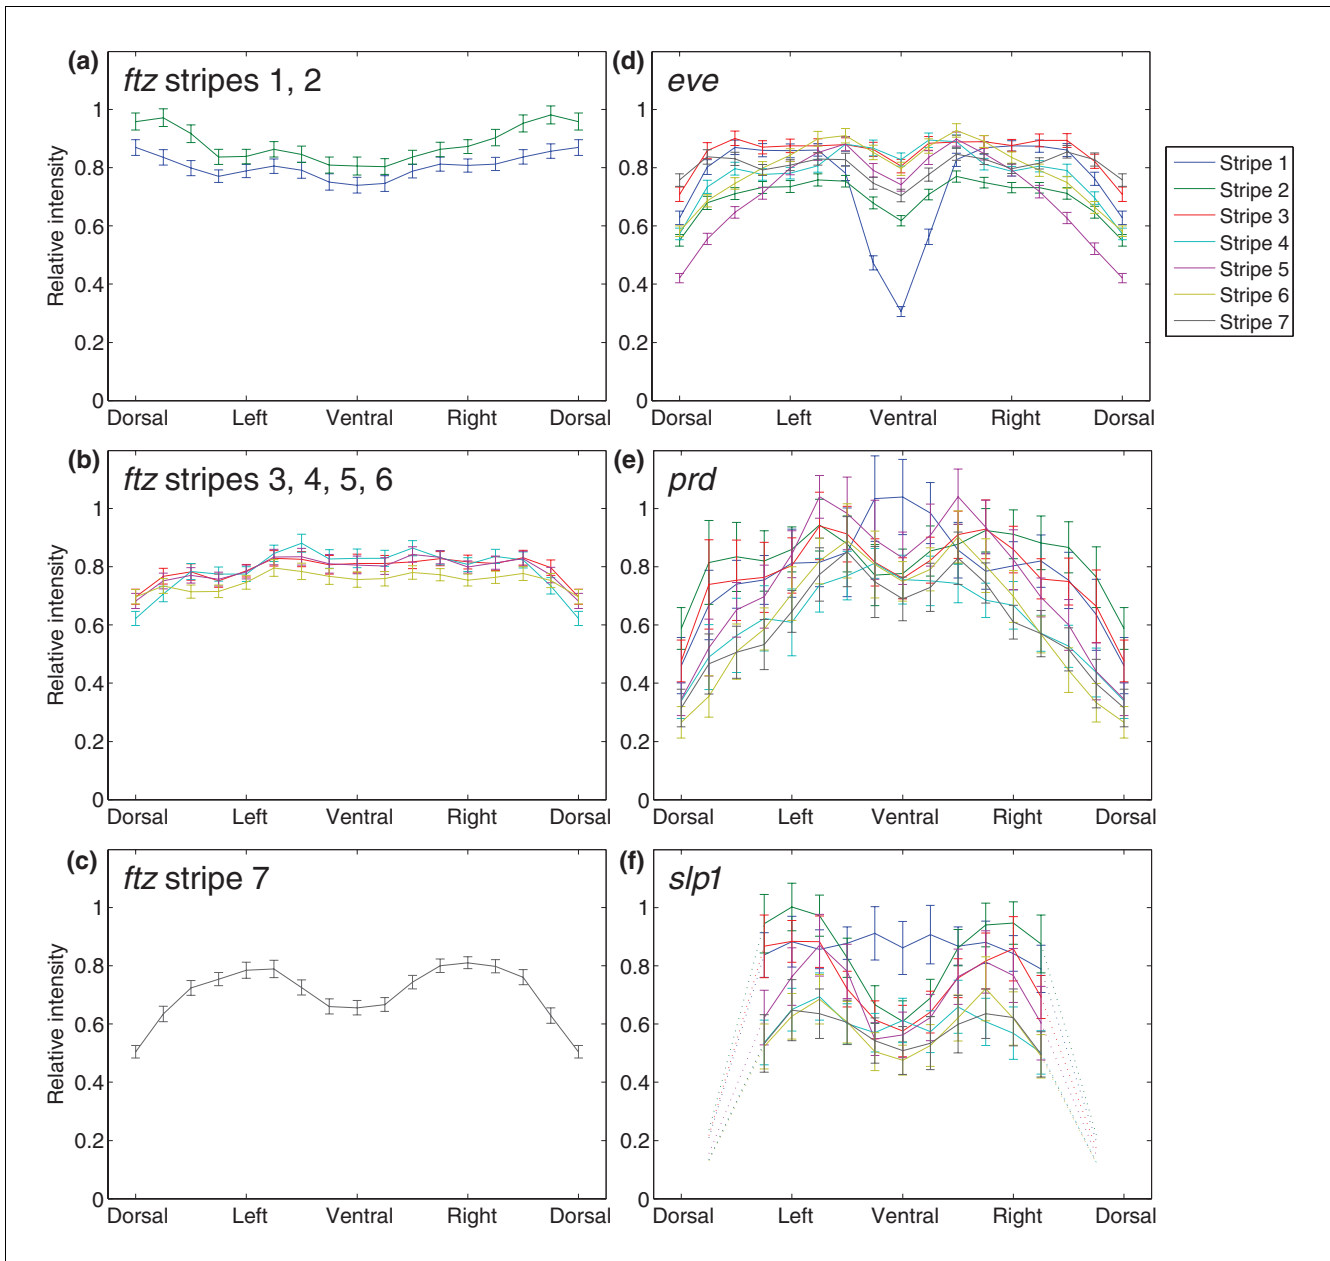 (a)
ftz stripes 1, 2
Relative intensity
1
0.8
0.6
0.4
0.2
0
Dorsal Left Ventral Right Dorsal
(d)
eve
1
0.8
0.6
0.4
0.2
0
Dorsal Left Ventral Right Dorsal
Stripe 1
Stripe 2
Stripe 3
Stripe 4
Stripe 5
Stripe 6
Stripe 7
(b)
ftz stripes 3, 4, 5, 6
Relative intensity
1
0.8
0.6
0.4
0.2
0
Dorsal Left Ventral Right Dorsal
(e)
prd
1
0.8
0.6
0.4
0.2
0
Dorsal Left Ventral Right Dorsal
(c)
ftz stripe 7
Relative intensity
1
0.8
0.6
0.4
0.2
0
Dorsal Left Ventral Right Dorsal
(f)
slp1
1
0.8
0.6
0.4
0.2
0
Dorsal Left Ventral Right Dorsal